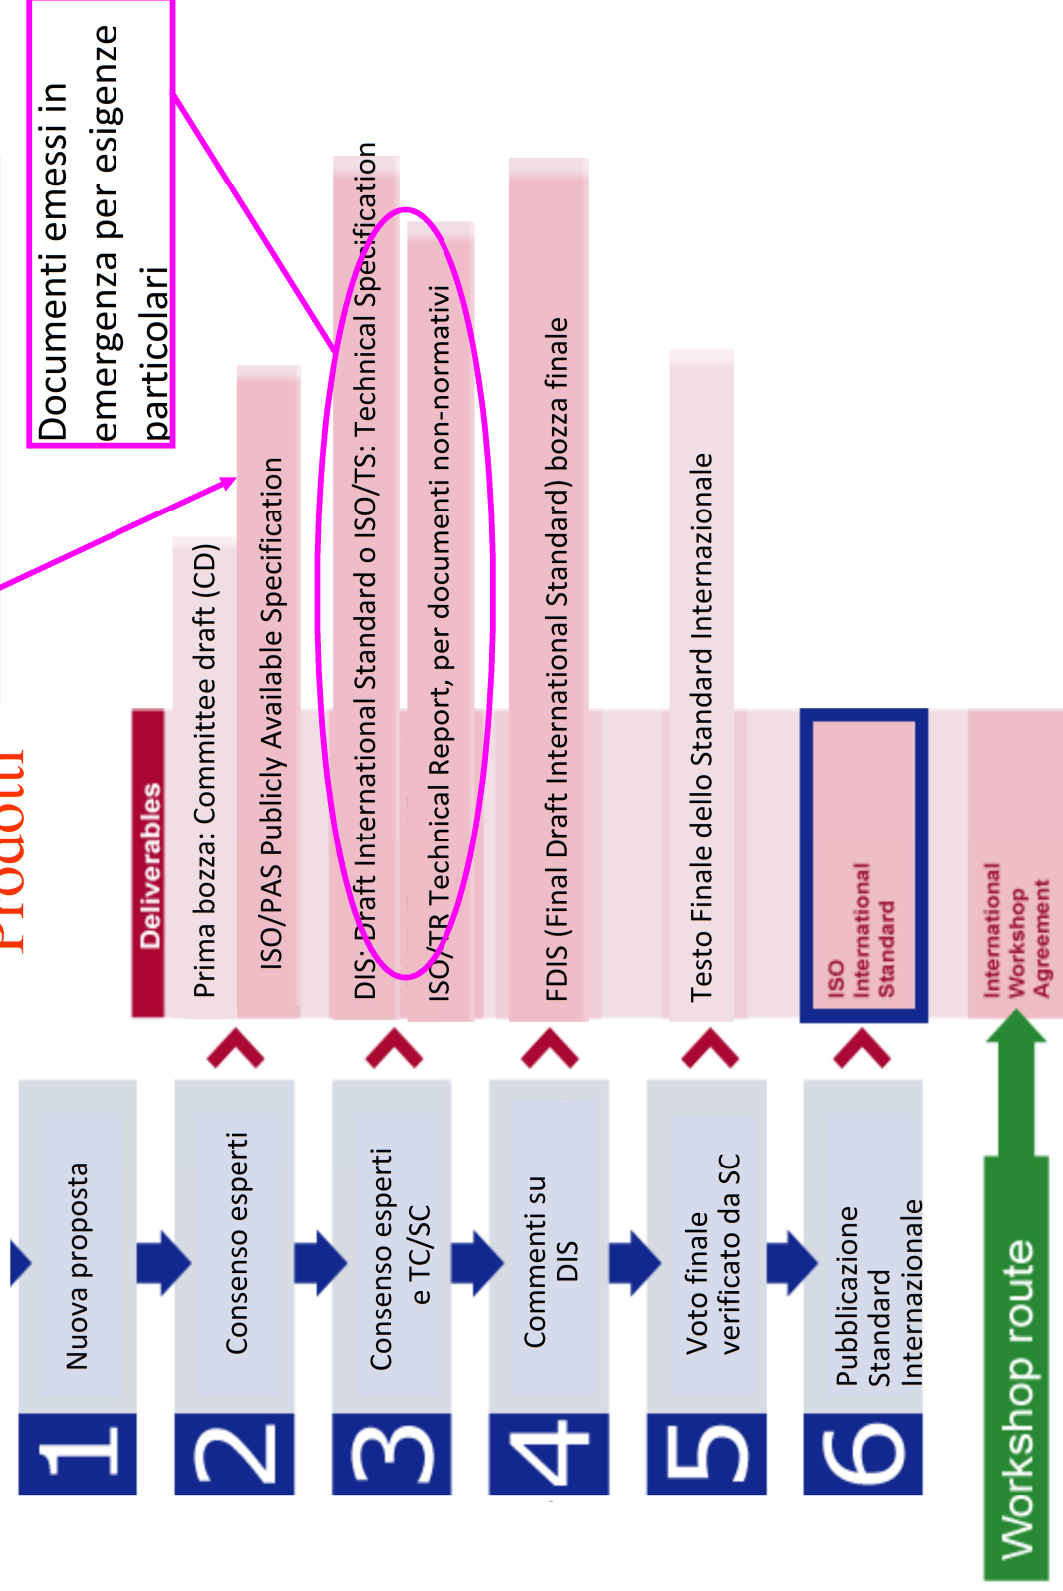 Prodotti
Documenti emessi in
emergenza per esigenze
particolari
Deliverables
1
Nuova proposta
2
Consenso esperti
Prima bozza: Committee draft (CD)
ISO/PAS Publicly Available Specification
3
Consenso esperti
e TC/SC
DIS: Draft International Standard o ISO/TS: Technical Specification
ISO/TR Technical Report, per documenti non-normativi
4
Commenti su
DIS
FDIS (Final Draft International Standard) bozza finale
5
Voto finale
verificato da SC
Testo Finale dello Standard Internazionale
6
Pubblicazione
Standard
Internazionale
ISO
International
Standard
Workshop route
International
Workshop
Agreement